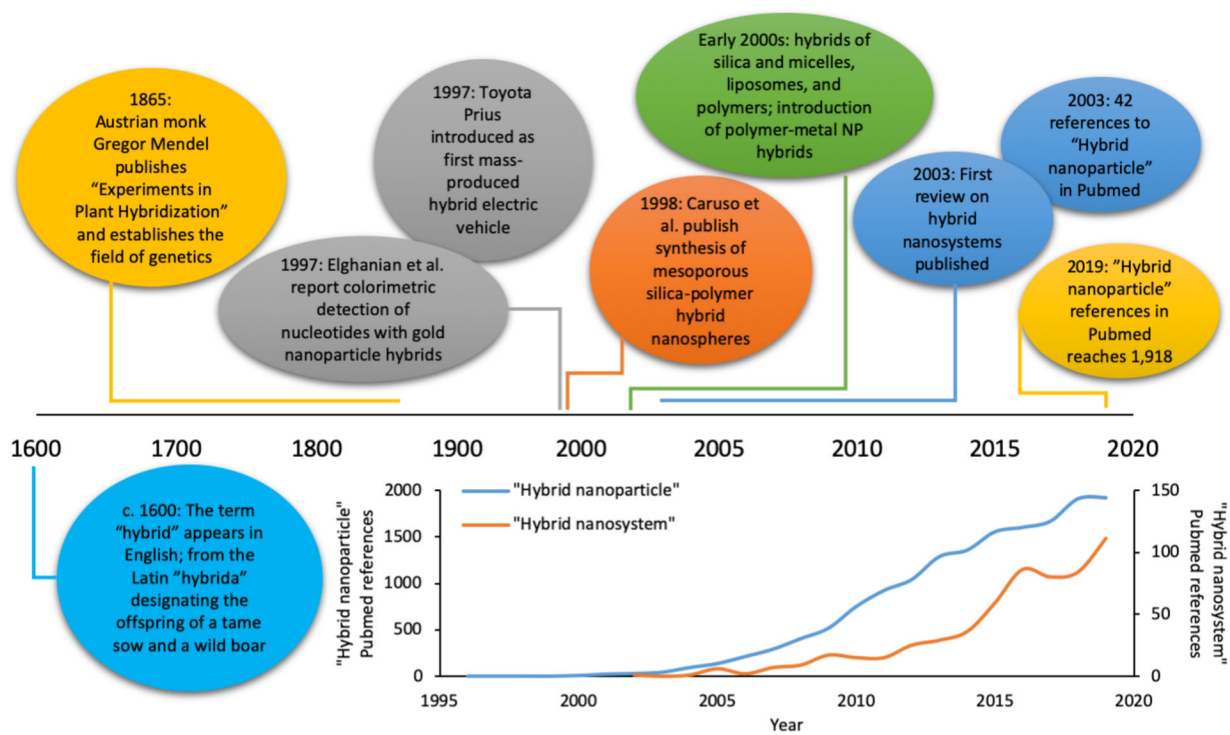 1865:
Austrian monk
Gregor Mendel
publishes
“Experiments in
Plant Hybridization”
and establishes the
field of genetics
1997: Toyota
Prius
introduced as
first mass-
produced
hybrid electric
vehicle
1997: Elghanian et al.
report colorimetric
detection of
nucleotides with gold
nanoparticle hybrids
1998: Caruso et
al. publish
synthesis of
mesoporous
silica-polymer
hybrid
nanospheres
Early 2000s: hybrids of
silica and micelles,
liposomes, and
polymers; introduction
of polymer-metal NP
hybrids
2003: First
review on
hybrid
nanosystems
published
2003: 42
references to
“Hybrid
nanoparticle”
in Pubmed
2019: ”Hybrid
nanoparticle”
references in
Pubmed
reaches 1,918
1600 1700 1800 1900 2000 2005 2010 2015 2020
c. 1600: The term
“hybrid” appears in
English; from the
Latin ”hybrida”
designating the
offspring of a tame
sow and a wild boar
"Hybrid nanoparticle"
Pubmed references
2000
1500
1000
500
0
"Hybrid nanoparticle"
"Hybrid nanosystem"
150
100
50
0
"Hybrid nanosystem"
Pubmed references
1995 2000 2005 2010 2015 2020
Year